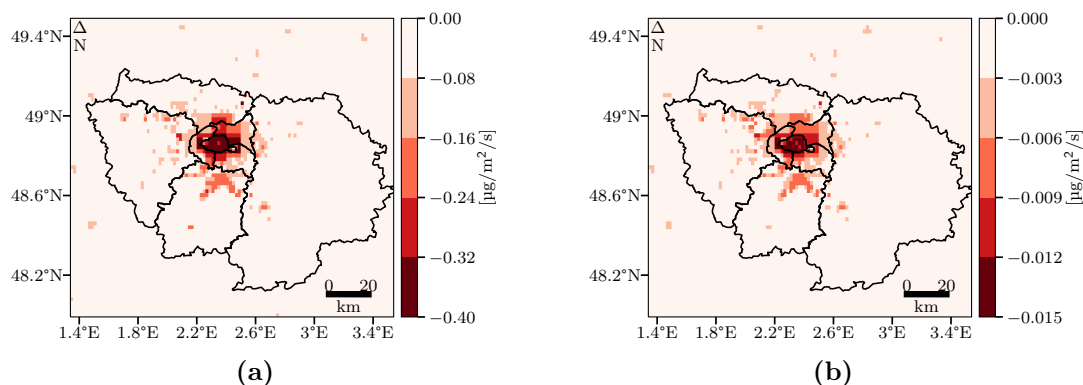 49.4°N
49°N
48.6°N
48.2°N
1.4°E 1.8°E 2.2°E 2.6°E 3°E 3.4°E
Δ
N
0 20
km
0.00
−0.08
−0.16
−0.24
−0.32
−0.40
[µg/m²/s]
(a)
49.4°N
49°N
48.6°N
48.2°N
1.4°E 1.8°E 2.2°E 2.6°E 3°E 3.4°E
Δ
N
0 20
km
0.000
−0.003
−0.006
−0.009
−0.012
−0.015
[µg/m²/s]
(b)